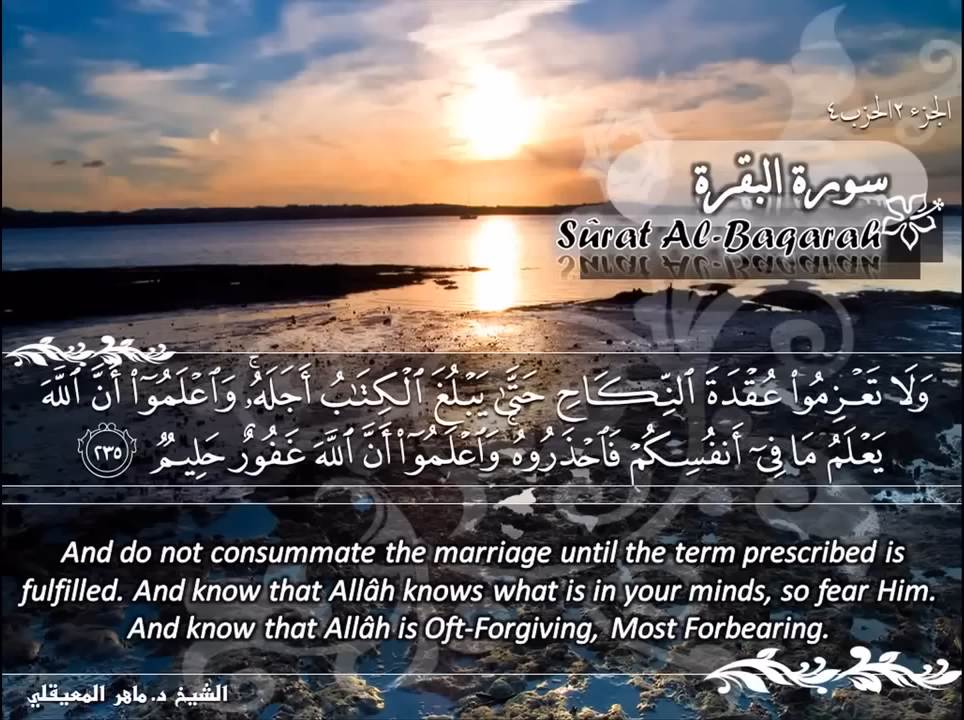 الجزء ٢ الحزب ٤
سورة البقرة
Sûrat Al-Baqarah
وَلَا تَعْزِمُوا۟ عُقْدَةَ ٱلنِّكَاحِ حَتَّىٰ يَبْلُغَ ٱلْكِتَـٰبُ أَجَلَهُۥ ۚ وَٱعْلَمُوٓا۟ أَنَّ ٱللَّهَ
يَعْلَمُ مَا فِىٓ أَنفُسِكُمْ فَٱحْذَرُوهُ ۚ وَٱعْلَمُوٓا۟ أَنَّ ٱللَّهَ غَفُورٌ حَلِيمٌ ٢٣٥
And do not consummate the marriage until the term prescribed is
fulfilled. And know that Allâh knows what is in your minds, so fear Him.
And know that Allâh is Oft-Forgiving, Most Forbearing.
الشيخ د. ماهر المعيقلي